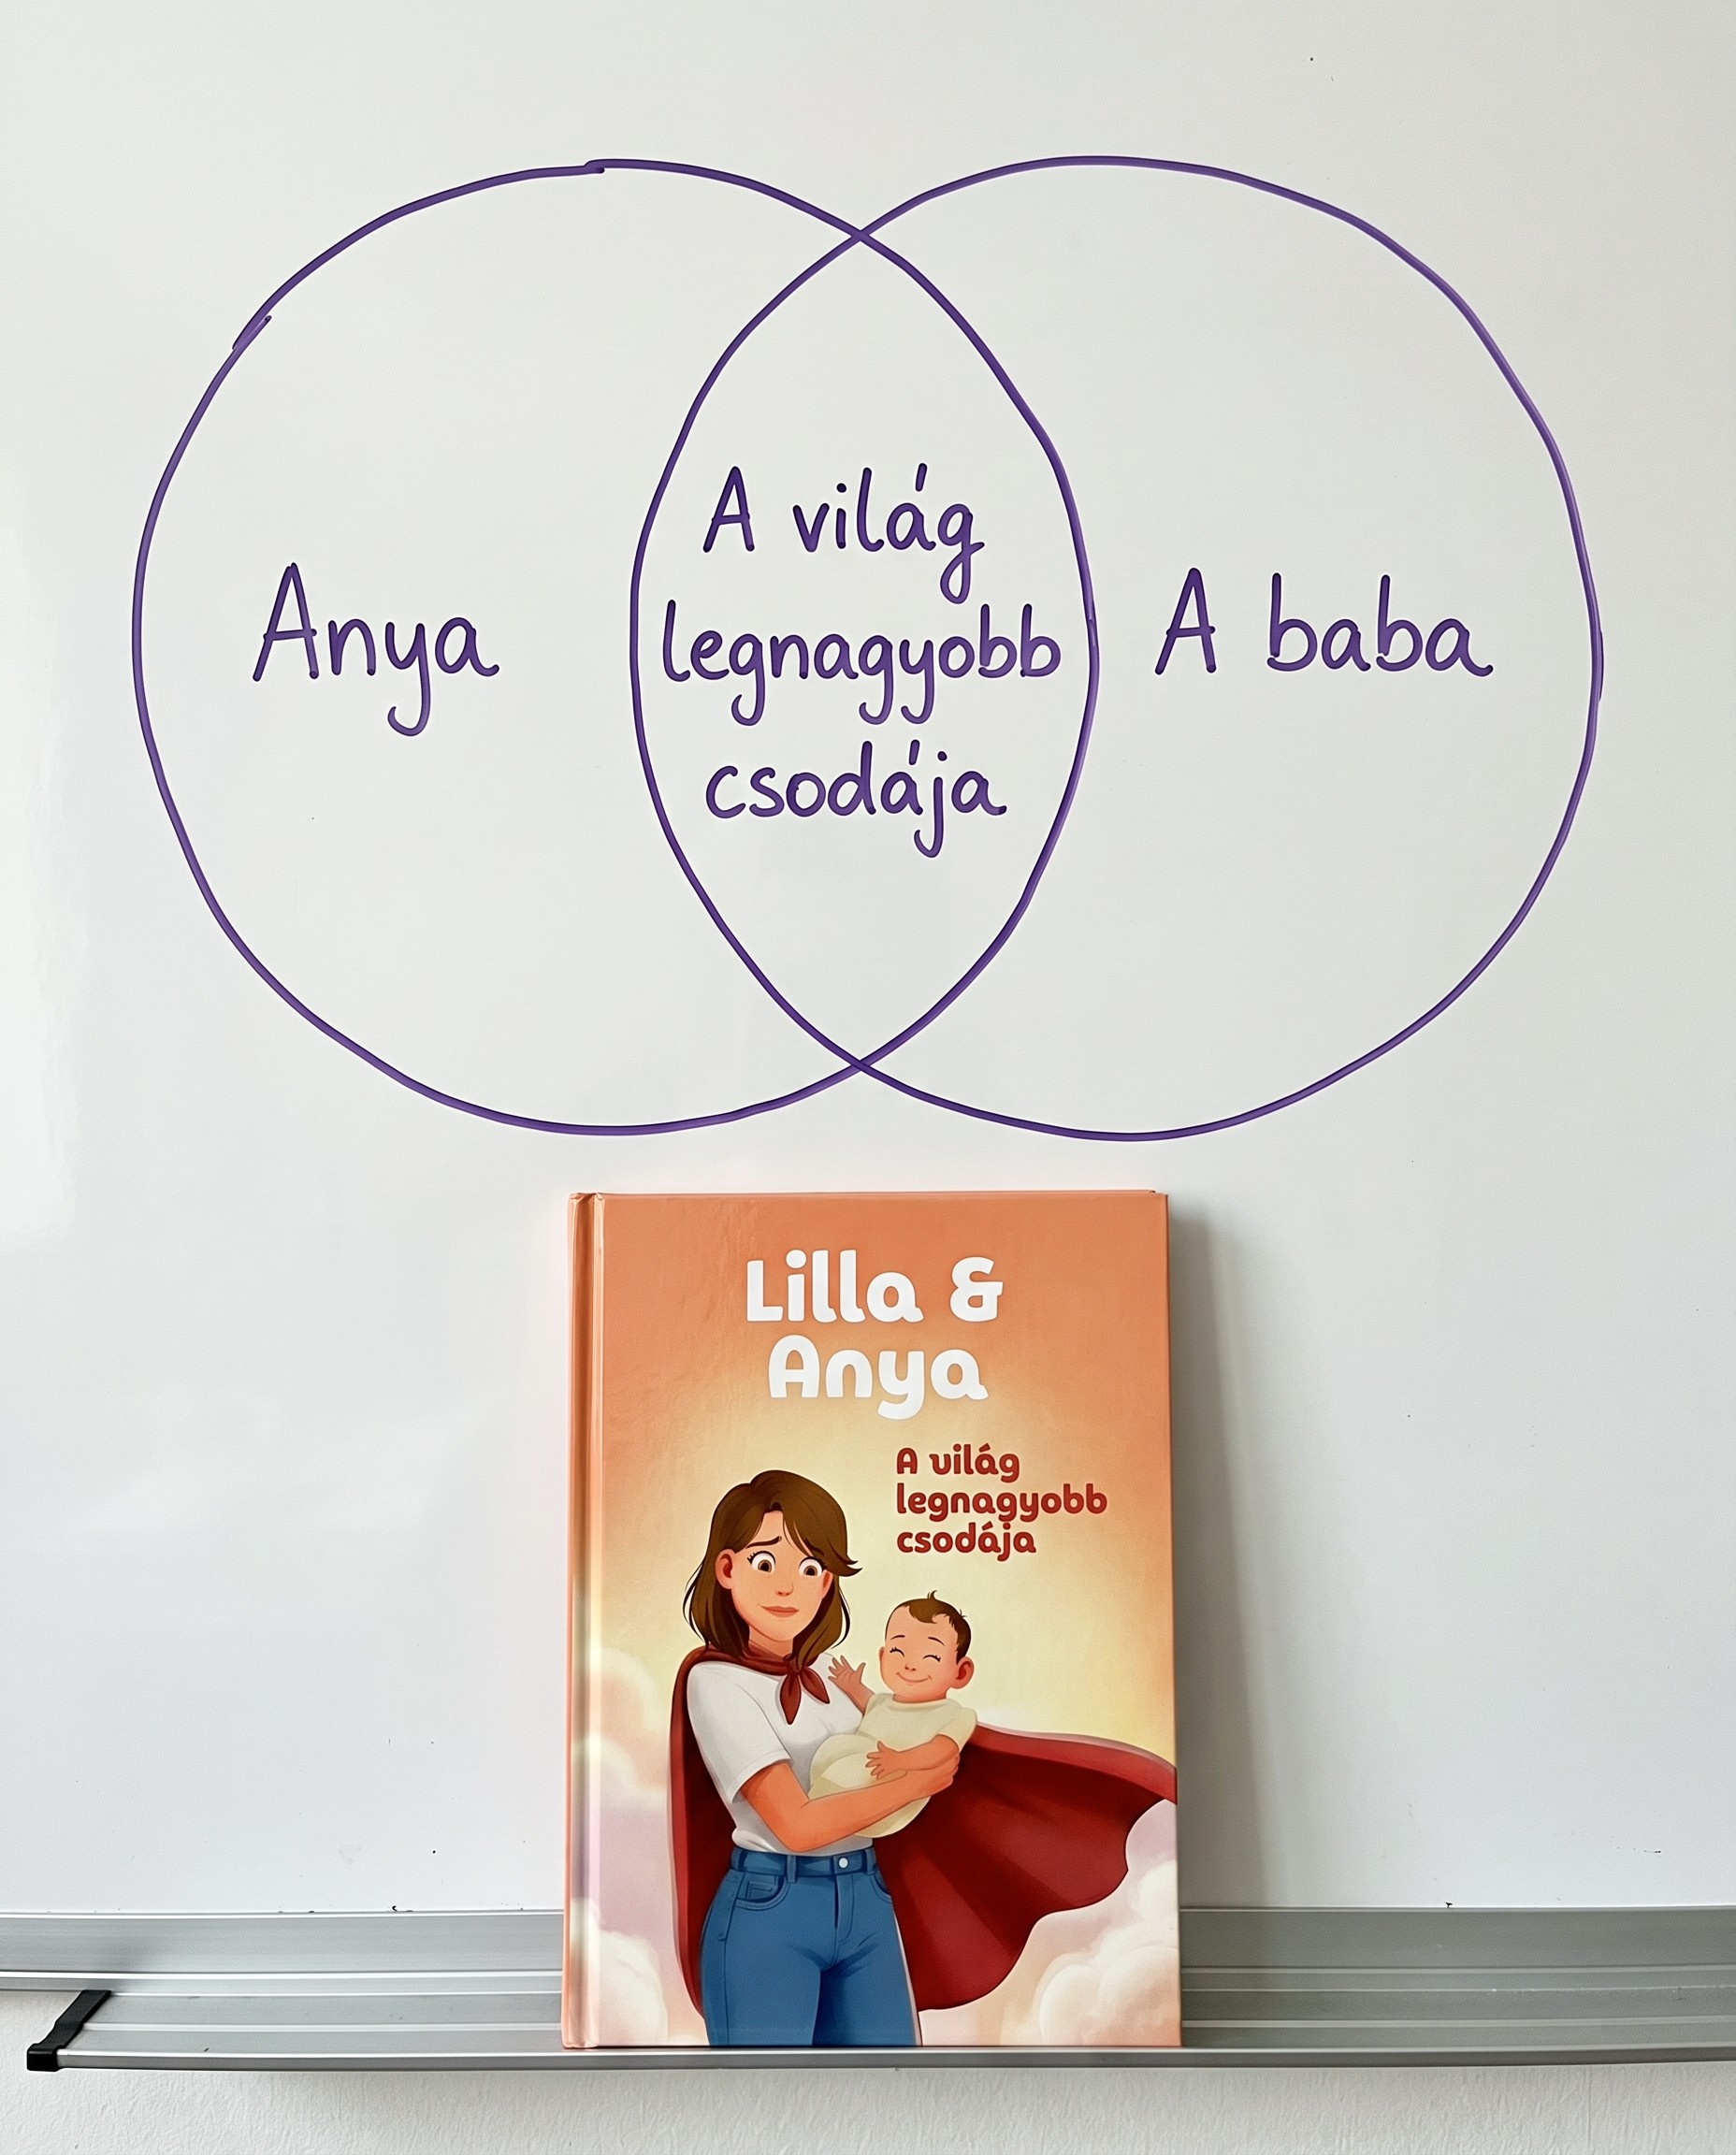 Anya
A világ
legnagyobb
csodája
A baba
Lilla &
Anya
A világ
legnagyobb
csodája